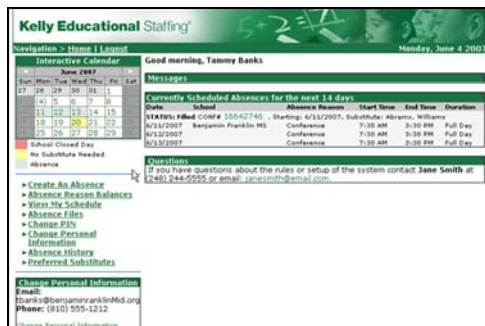 Kelly Educational Staffing®
Navigation > Home | Logout
Monday, June 4 2007
Interactive Calendar
June 2007
Sun Mon Tue Wed Thu Fri Sat
27 28 29 30 31 1
(4) 5 6 7 8
11 12 13 14 15
18 19 20 21 22
25 26 27 28 29
School Closed Day
No Substitute Needed
Absence
Create An Absence
Absence Reason Balances
View My Schedule
Absence Files
Change PIN
Change Personal
Information
Absence History
Preferred Substitutes
Change Personal Information
Email:
tbanks@benjaminranklinMid.org
Phone: (810) 555-1212
Change Personal Information
Good morning, Tammy Banks
Messages
Currently Scheduled Absences for the next 14 days
Date School Absence Reason Start Time End Time Duration
STATUS: Filled CONF# 16642746 , Starting: 6/11/2007, Substitute: Abrams, Williams
6/11/2007 Benjamin Franklin MS Conference 7:30 AM 3:30 PM Full Day
6/12/2007 Conference 7:30 AM 3:30 PM Full Day
6/13/2007 Conference 7:30 AM 3:30 PM Full Day
Questions
If you have questions about the rules or setup of the system contact Jane Smith at
(248) 244-5555 or email: janesmith@email.com.